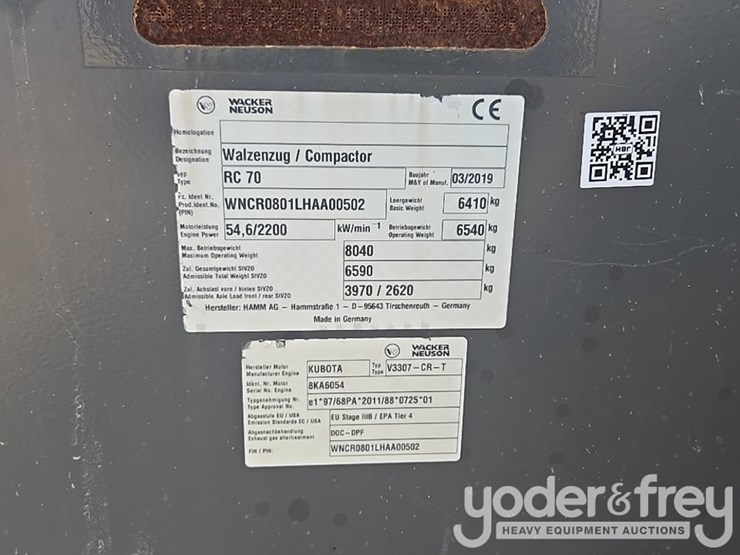 WACKER NEUSON
CE
Homologation
Bezeichnung
Designation
Walzenzug / Compactor
Typ
Type
RC 70
Baujahr
M&Y of Manuf.
03/2019
Fz. Ident Nr.
Prod.Ident.No.
(PIN)
WNCR0801LHAA00502
Leergewicht
Basic Weight
6410 kg
Motorleistung
Engine Power
54,6/2200 kW/min⁻¹
Betriebsgewicht
Operating Weight
6540 kg
Max. Betriebsgewicht
Maximum Operating Weight
8040 kg
Zul. Gesamtgewicht StVZO
Admissible Total Weight StVZO
6590 kg
Zul. Achslast vorn / hinten StVZO
Admissible Axle Load front / rear StVZO
3970 / 2620 kg
Hersteller: HAMM AG - Hammstraße 1 - D-95643 Tirschenreuth - Germany
Made in Germany
HBR
WACKER NEUSON
Hersteller Motor
Manufacturer Engine
KUBOTA
Typ
Type
V3307-CR-T
Ident. Nr. Motor
Serial No. Engine
8KA6054
Typgenehmigung Nr.
Type Approval No.
e1*97/68PA*2011/88*0725*01
Abgasstufe EU / USA
Emission Standards EC / USA
EU Stage IIIB / EPA Tier 4
Abgasnachbehandlung
Exhaust gas aftertreatment
DOC-DPF
FIN / PIN:
WNCR0801LHAA00502
yoder&frey
HEAVY EQUIPMENT AUCTIONS